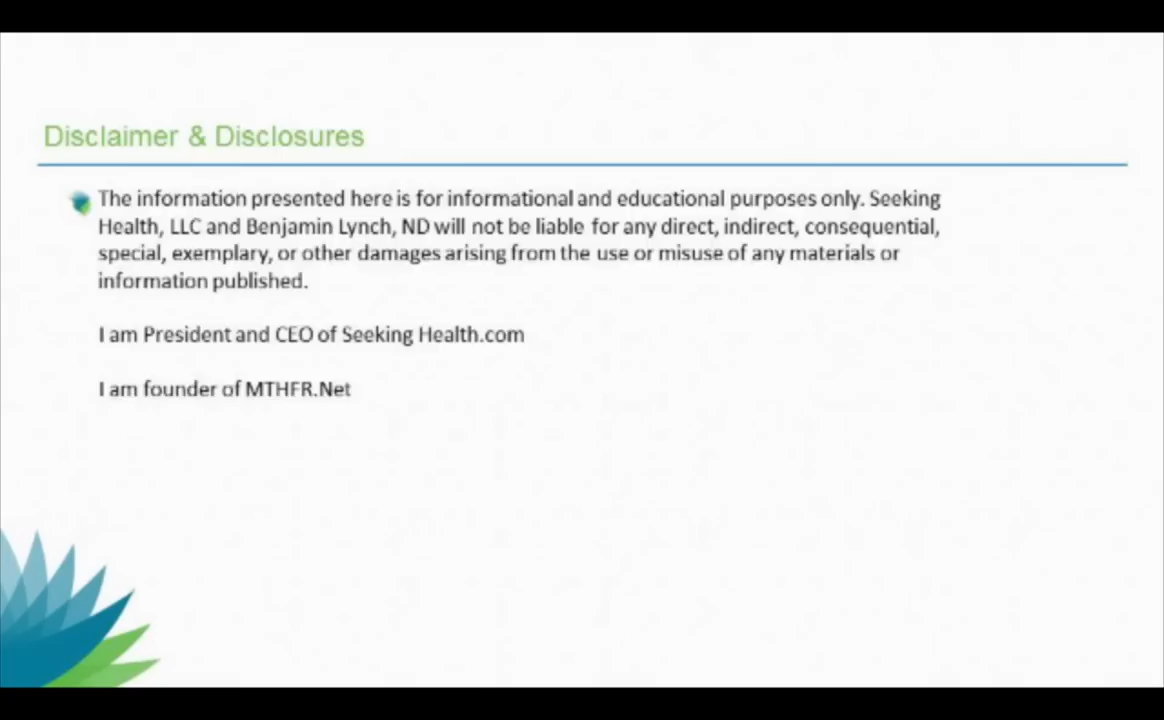 Disclaimer & Disclosures
The information presented here is for informational and educational purposes only. Seeking
Health, LLC and Benjamin Lynch, ND will not be liable for any direct, indirect, consequential,
special, exemplary, or other damages arising from the use or misuse of any materials or
information published.
I am President and CEO of Seeking Health.com
I am founder of MTHFR.Net